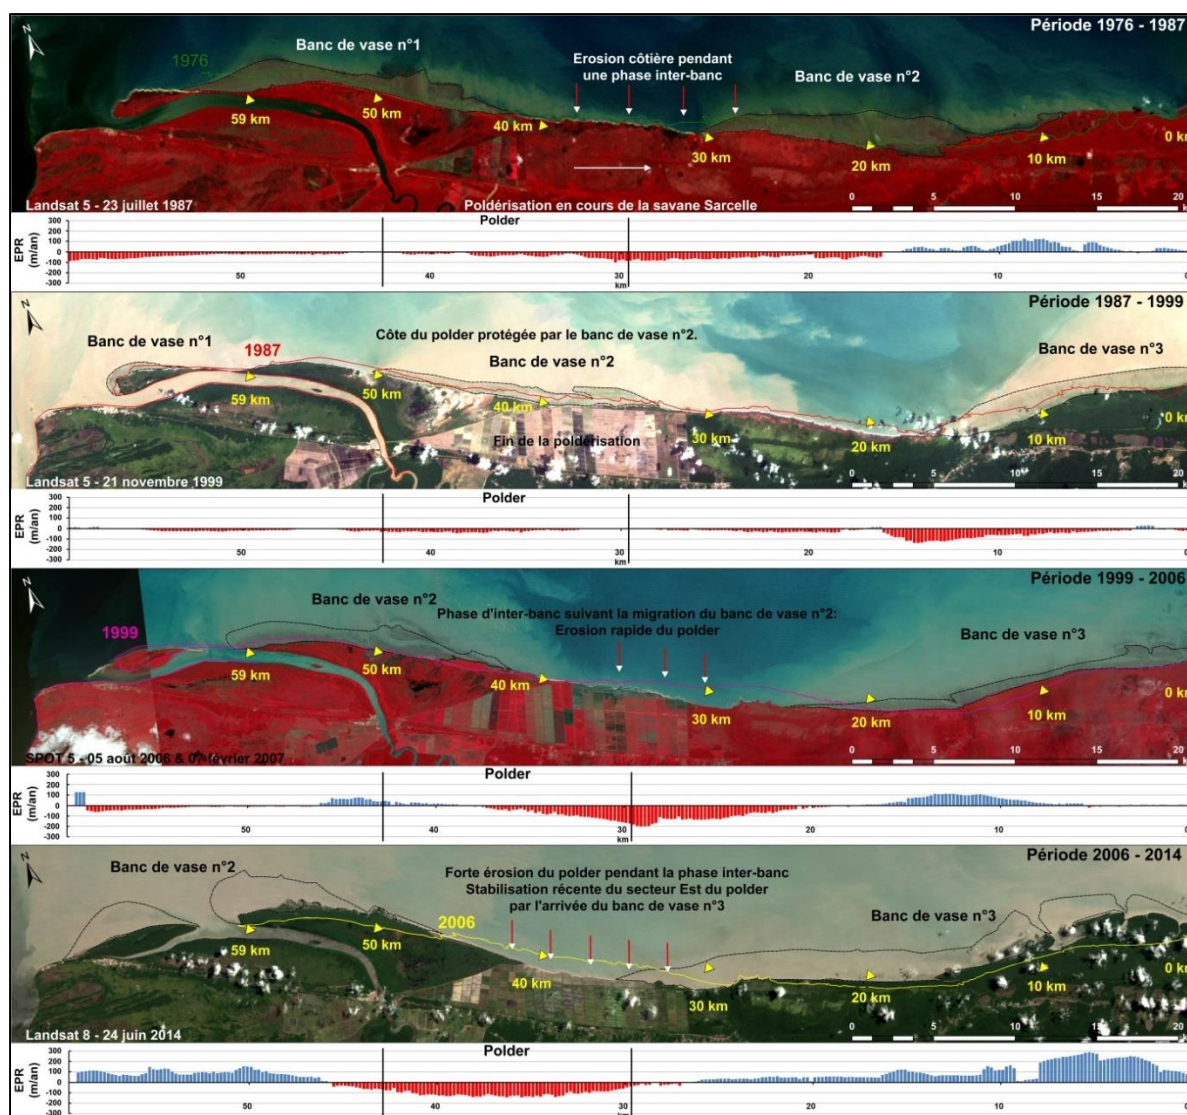 N
Période 1976 - 1987
Banc de vase n°1
1976
Erosion côtière pendant
une phase inter-banc
Banc de vase n°2
59 km
50 km
40 km
30 km
20 km
10 km
0 k
0 5 10 15 20
k
Landsat 5 - 23 juillet 1987
Poldérisation en cours de la savane Sarcelle
Polder
EPR
(m/an)
300
200
100
0
-100
-200
-300
50 40 30 20 10 0
km
N
Période 1987 - 1999
Banc de vase n°1
1987
Côte du polder protégée par le banc de vase n°2.
Banc de vase n°2
Banc de vase n°3
59 km
50 km
40 km
30 km
20 km
10 km
0 k
Fin de la poldérisation
0 5 10 15 20
k
Landsat 5 - 21 novembre 1999
Polder
EPR
(m/an)
300
200
100
0
-100
-200
-300
50 40 30 20 10 0
km
N
Période 1999 - 2006
Banc de vase n°2
1999
Phase d'inter-banc suivant la migration du banc de vase n°2:
Erosion rapide du polder
Banc de vase n°3
59 km
50 km
40 km
30 km
20 km
10 km
0 k
0 5 10 15 20
k
SPOT 5 - 05 août 2006 & 07 février 2007
Polder
EPR
(m/an)
300
200
100
0
-100
-200
-300
50 40 30 20 10 0
km
N
Période 2006 - 2014
Banc de vase n°2
Forte érosion du polder pendant la phase inter-banc
Stabilisation récente du secteur Est du polder
par l'arrivée du banc de vase n°3
2006
Banc de vase n°3
59 km
50 km
40 km
30 km
20 km
10 km
0 k
0 5 10 15 20
k
Landsat 8 - 24 juin 2014
Polder
EPR
(m/an)
300
200
100
0
-100
-200
-300
50 40 30 20 10 0
km